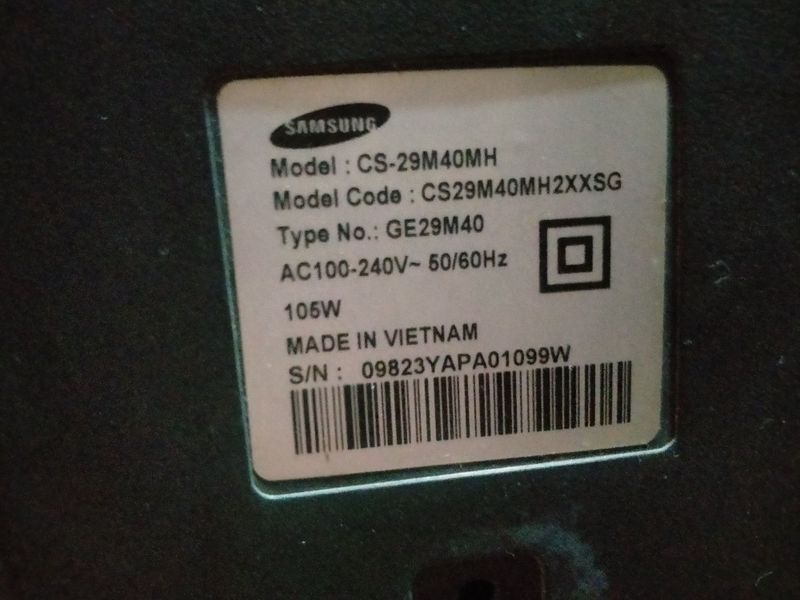 SAMSUNG
Model : CS-29M40MH
Model Code : CS29M40MH2XXSG
Type No.: GE29M40
AC100-240V~ 50/60Hz
105W
MADE IN VIETNAM
S/N : 09823YAPA01099W